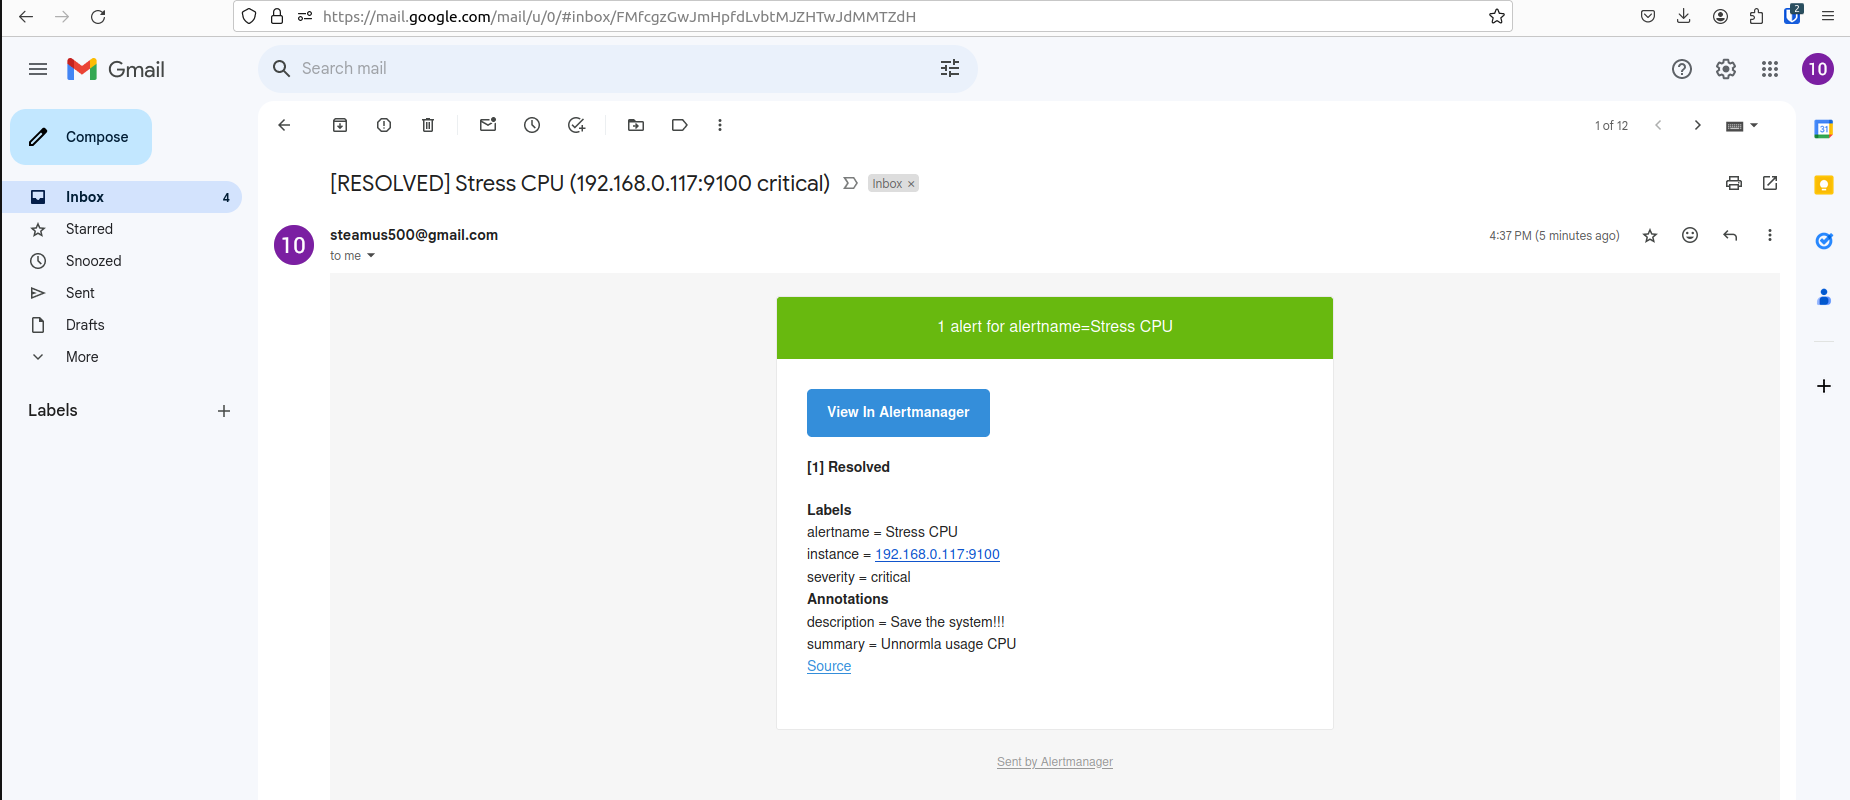 https://mail.google.com/mail/u/0/#inbox/FMfcgzGwJmHpfdLvbtMJZHTwJdMMTZdH
2
Gmail
Search mail
10
Compose
1 of 12
31
[RESOLVED] Stress CPU (192.168.0.117:9100 critical)
Inbox ×
Inbox 4
Starred
Snoozed
Sent
Drafts
More
Labels
10
steamus500@gmail.com
4:37 PM (5 minutes ago)
to me
1 alert for alertname=Stress CPU
View In Alertmanager
[1] Resolved
Labels
alertname = Stress CPU
instance = 192.168.0.117:9100
severity = critical
Annotations
description = Save the system!!!
summary = Unnormla usage CPU
Source
Sent by Alertmanager